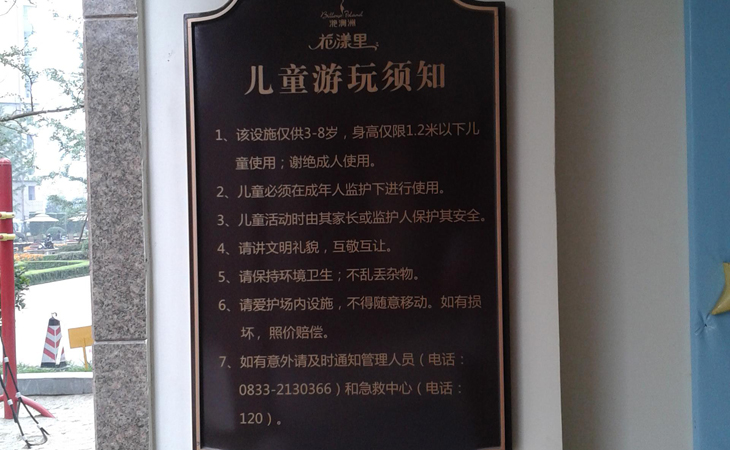 港澜洲
花漾里
儿童游玩须知
1、该设施仅供3-8岁，身高仅限1.2米以下儿
童使用；谢绝成人使用。
2、儿童必须在成年人监护下进行使用。
3、儿童活动时由其家长或监护人保护其安全。
4、请讲文明礼貌，互敬互让。
5、请保持环境卫生；不乱丢杂物。
6、请爱护场内设施，不得随意移动。如有损
坏，照价赔偿。
7、如有意外请及时通知管理人员（电话：
0833-2130366）和急救中心（电话：
120）。